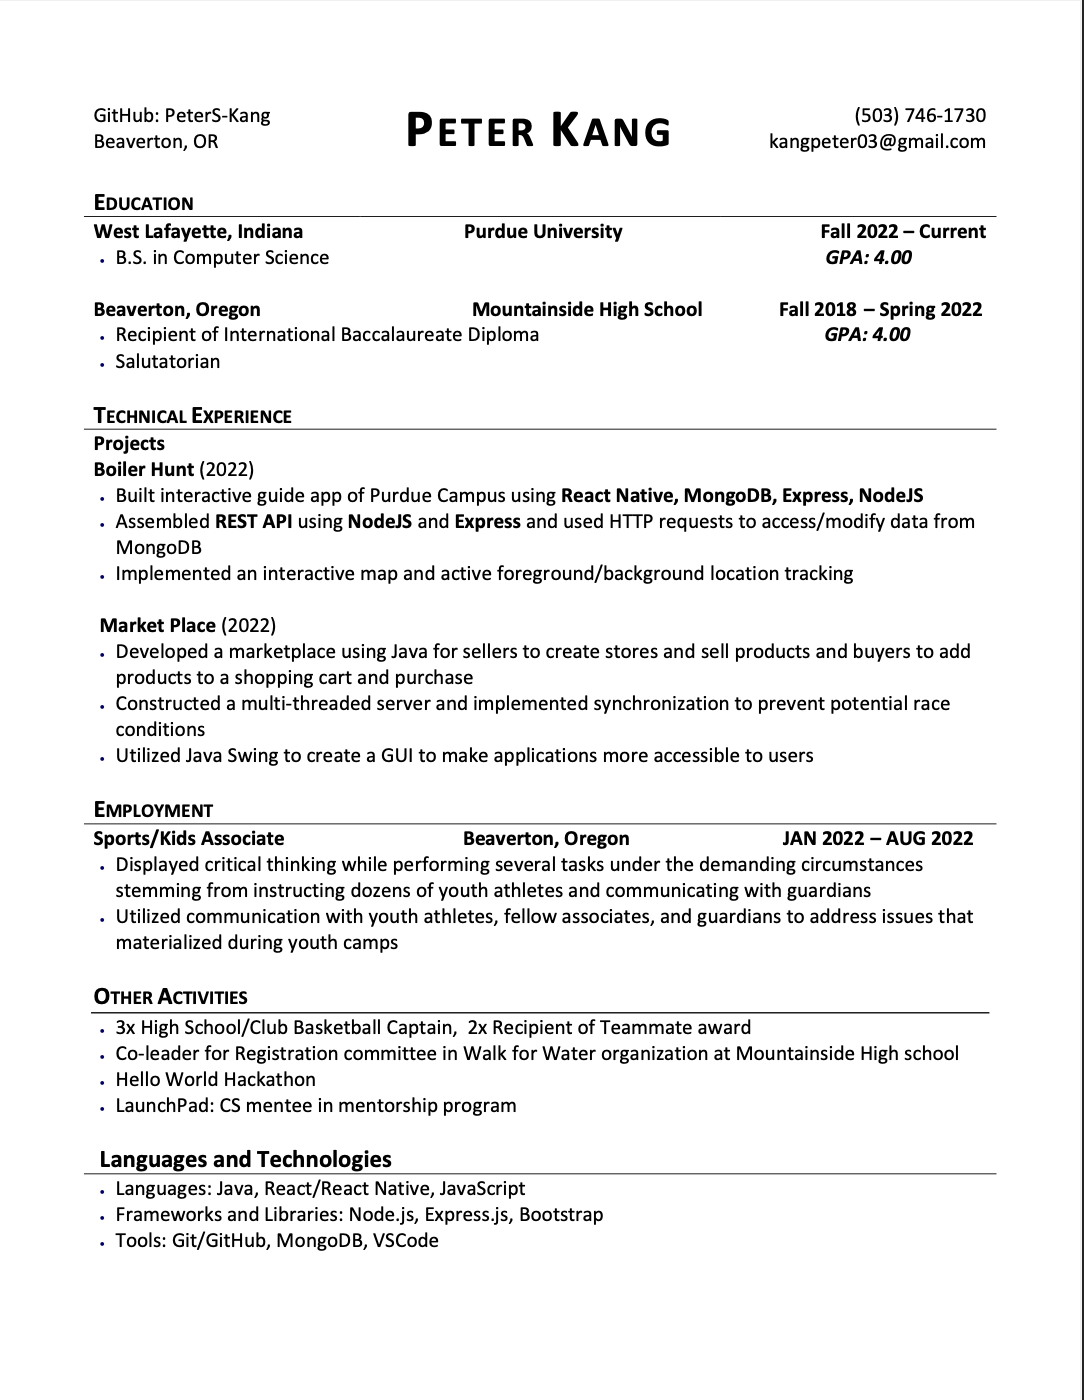 GitHub: PeterS-Kang
Beaverton, OR
PETER KANG
(503) 746-1730
kangpeter03@gmail.com
EDUCATION
West Lafayette, Indiana Purdue University Fall 2022 – Current
• B.S. in Computer Science GPA: 4.00
Beaverton, Oregon Mountainside High School Fall 2018 – Spring 2022
• Recipient of International Baccalaureate Diploma GPA: 4.00
• Salutatorian
TECHNICAL EXPERIENCE
Projects
Boiler Hunt (2022)
• Built interactive guide app of Purdue Campus using React Native, MongoDB, Express, NodeJS
• Assembled REST API using NodeJS and Express and used HTTP requests to access/modify data from
MongoDB
• Implemented an interactive map and active foreground/background location tracking
Market Place (2022)
• Developed a marketplace using Java for sellers to create stores and sell products and buyers to add
products to a shopping cart and purchase
• Constructed a multi-threaded server and implemented synchronization to prevent potential race
conditions
• Utilized Java Swing to create a GUI to make applications more accessible to users
EMPLOYMENT
Sports/Kids Associate Beaverton, Oregon JAN 2022 – AUG 2022
• Displayed critical thinking while performing several tasks under the demanding circumstances
stemming from instructing dozens of youth athletes and communicating with guardians
• Utilized communication with youth athletes, fellow associates, and guardians to address issues that
materialized during youth camps
OTHER ACTIVITIES
• 3x High School/Club Basketball Captain,  2x Recipient of Teammate award
• Co-leader for Registration committee in Walk for Water organization at Mountainside High school
• Hello World Hackathon
• LaunchPad: CS mentee in mentorship program
Languages and Technologies
• Languages: Java, React/React Native, JavaScript
• Frameworks and Libraries: Node.js, Express.js, Bootstrap
• Tools: Git/GitHub, MongoDB, VSCode